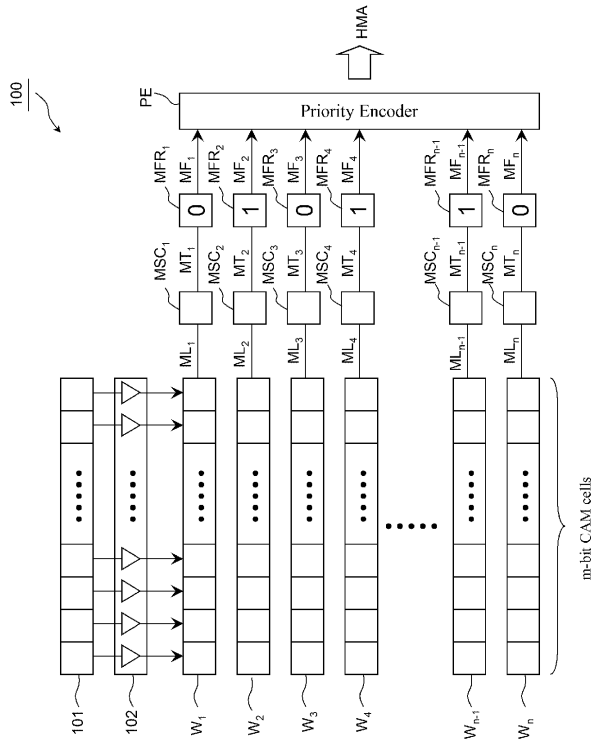 100
HMA
PE
Priority Encoder
MFR1 MFR2 MFR3 MFR4 MFRn-1 MFRn
MF1 MF2 MF3 MF4 MFn-1 MFn
0 1 0 1 1 0
MSC1 MSC2 MSC3 MSC4 MSCn-1 MSCn
MT1 MT2 MT3 MT4 MTn-1 MTn
ML1 ML2 ML3 ML4 MLn-1 MLn
101 102 W1 W2 W3 W4 Wn-1 Wn
m-bit CAM cells